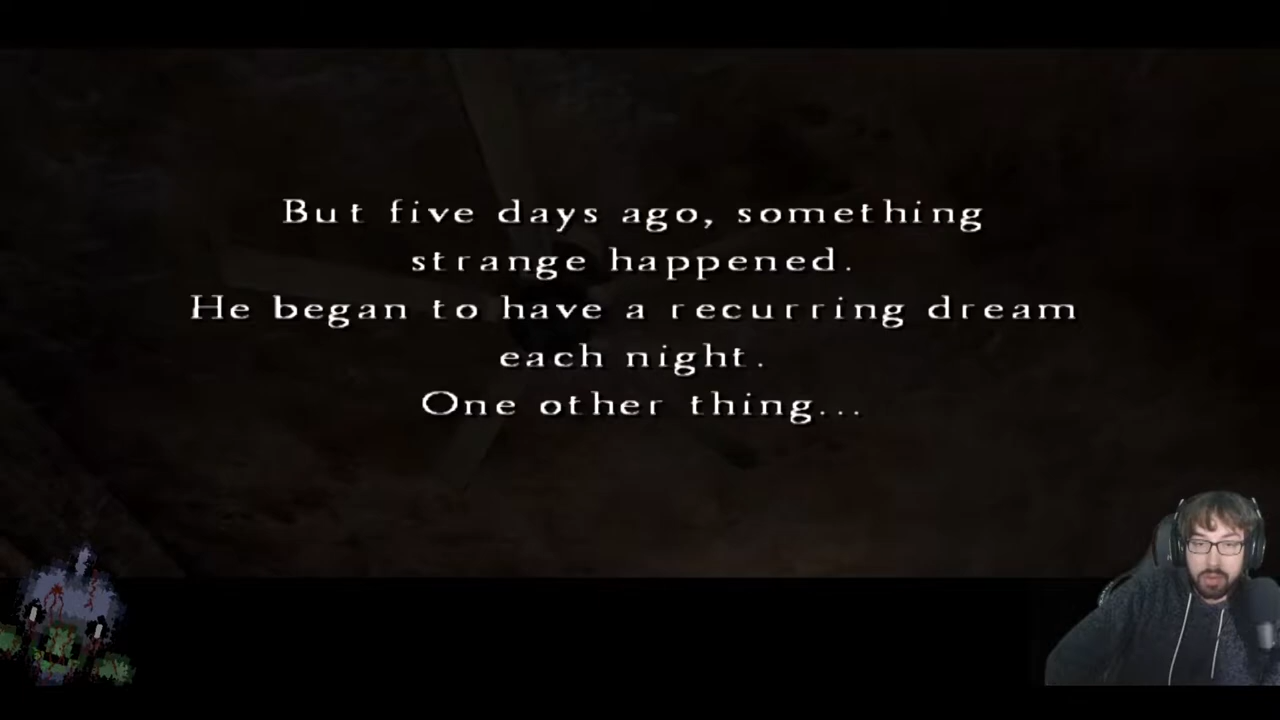 But five days ago, something
strange happened.
He began to have a recurring dream
each night.
One other thing...